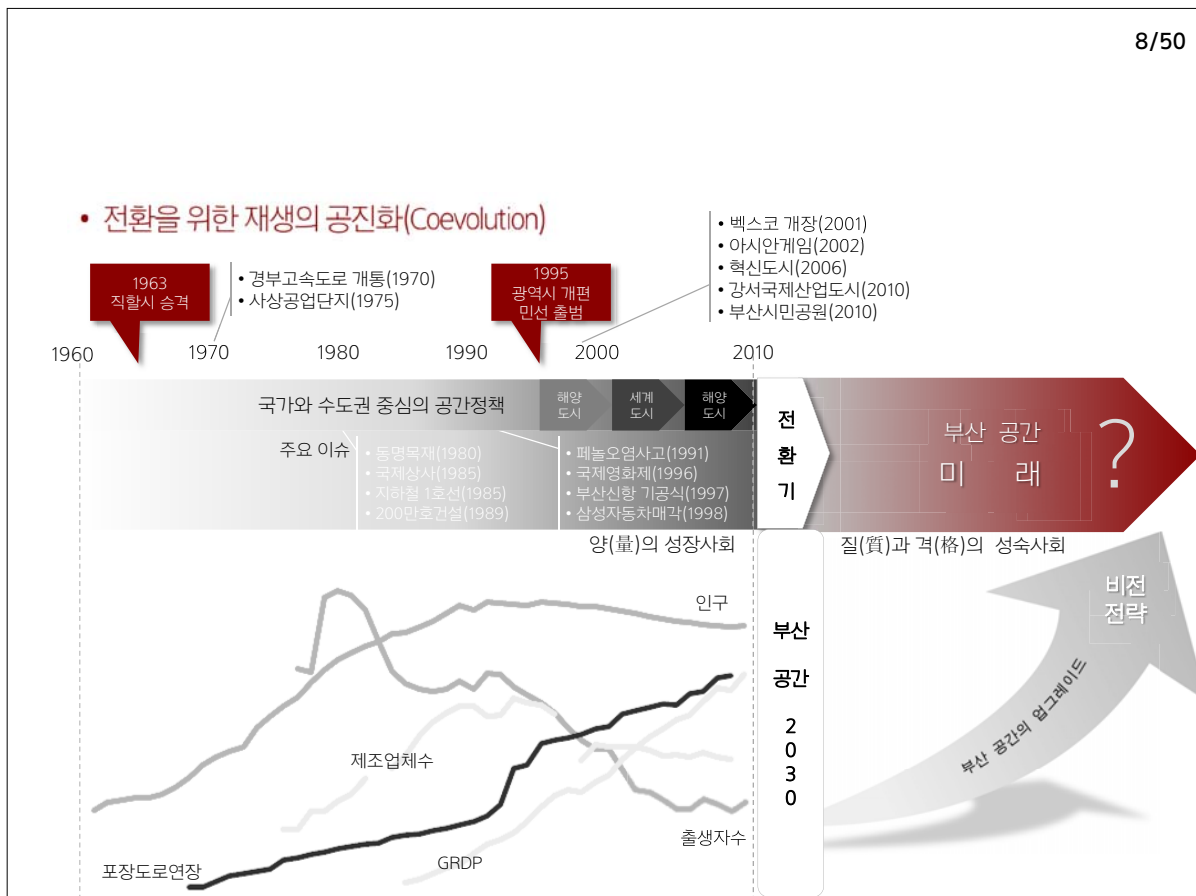 8/50
• 전환을 위한 재생의 공진화(Coevolution)
1963
직할시 승격
• 경부고속도로 개통(1970)
• 사상공업단지(1975)
1995
광역시 개편
민선 출범
• 벡스코 개장(2001)
• 아시안게임(2002)
• 혁신도시(2006)
• 강서국제산업도시(2010)
• 부산시민공원(2010)
1960
1970
1980
1990
2000
2010
국가와 수도권 중심의 공간정책
해양
도시
세계
도시
해양
도시
주요 이슈
• 동명목재(1980)
• 국제상사(1985)
• 지하철 1호선(1985)
• 200만호건설(1989)
• 페놀오염사고(1991)
• 국제영화제(1996)
• 부산신항 기공식(1997)
• 삼성자동차매각(1998)
전
환
기
부산 공간
미 래
?
양(量)의 성장사회
질(質)과 격(格)의 성숙사회
인구
제조업체수
포장도로연장
GRDP
출생자수
부산
공간
2
0
3
0
비전
전략
부산 공간의 업그레이드